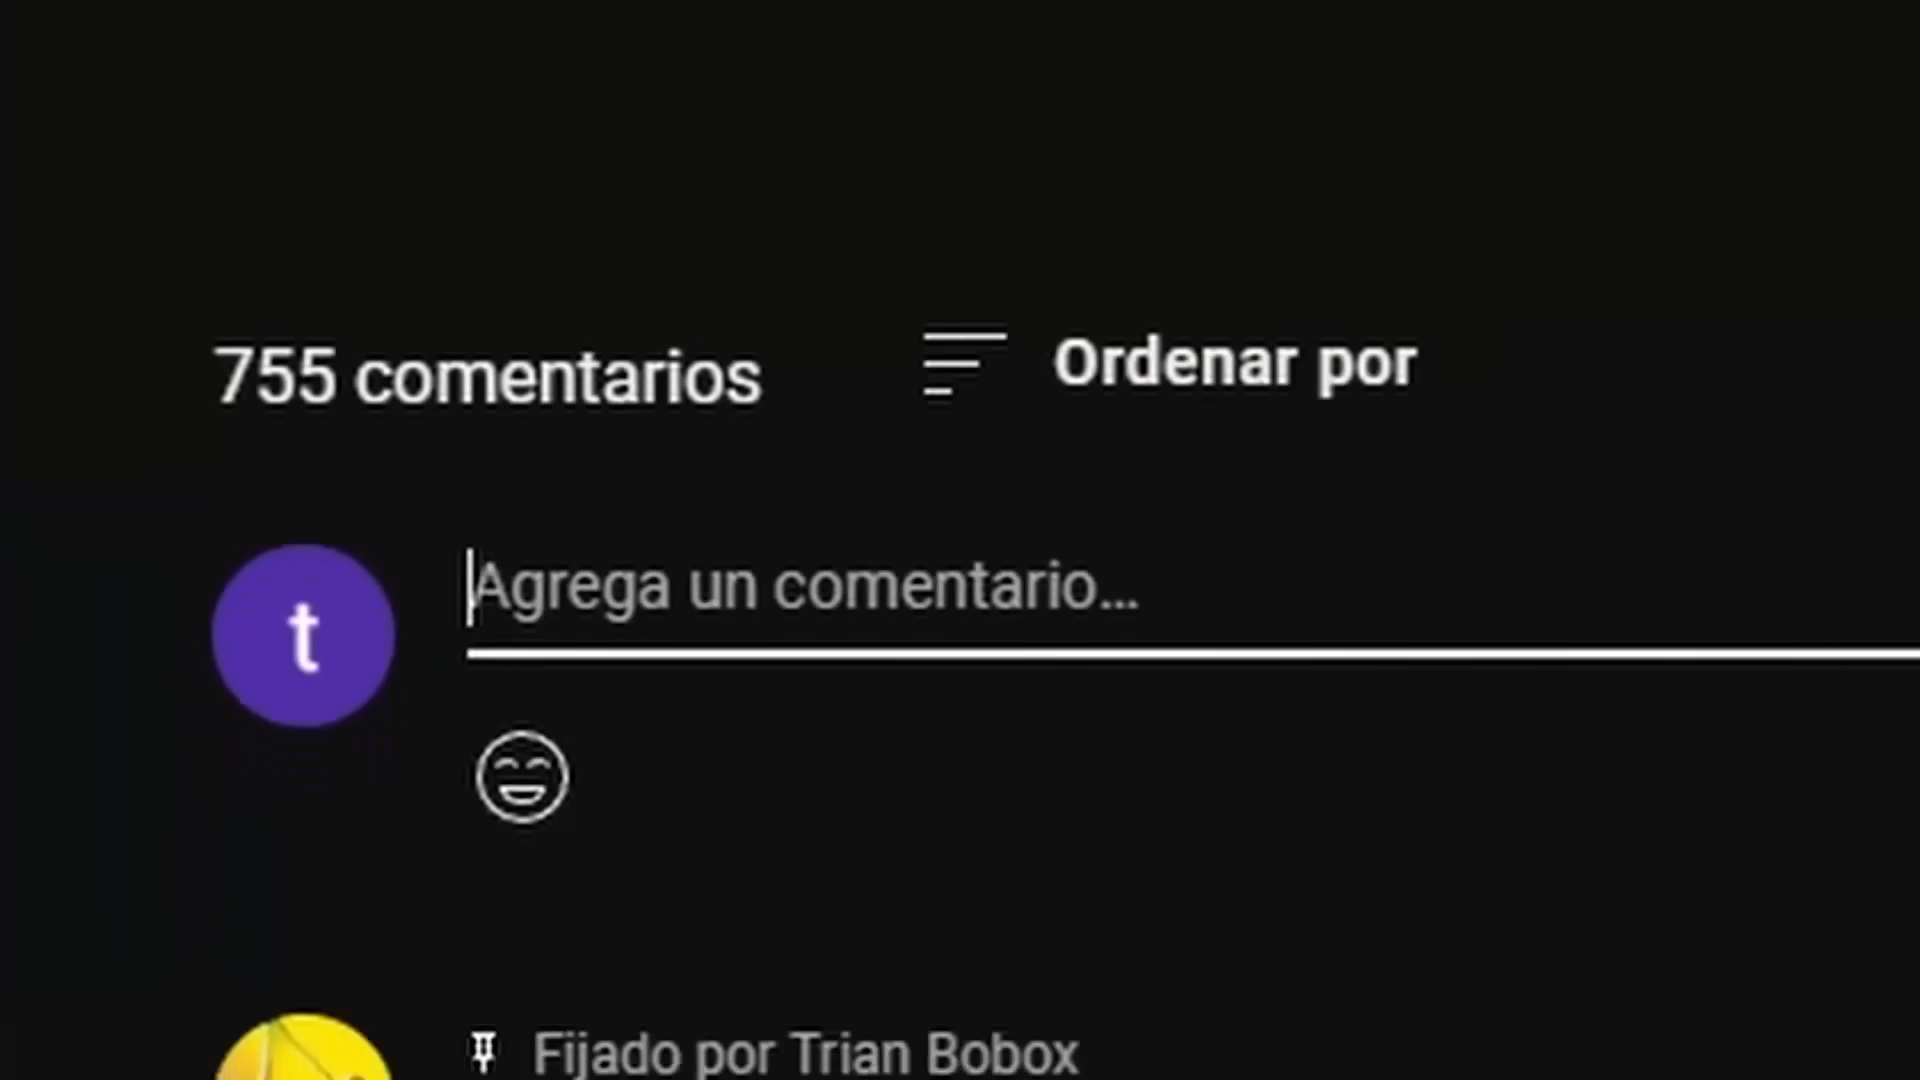 755 comentarios
Ordenar por
t
Agrega un comentario...
Fijado por Trian Bobox